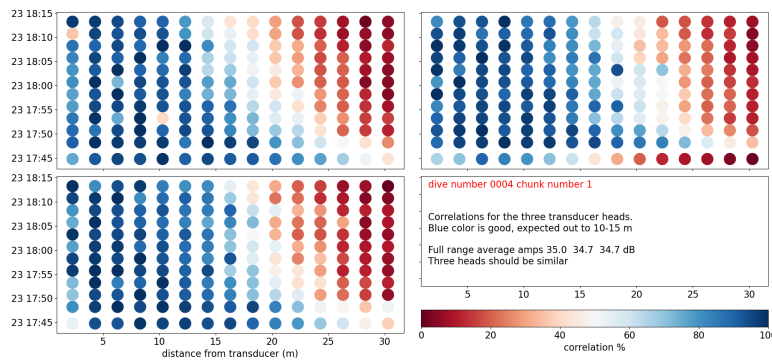 23 18:15
23 18:10
23 18:05
23 18:00
23 17:55
23 17:50
23 17:45
23 18:15
23 18:10
23 18:05
23 18:00
23 17:55
23 17:50
23 17:45
5 10 15 20 25 30
distance from transducer (m)
dive number 0004 chunk number 1
Correlations for the three transducer heads.
Blue color is good, expected out to 10-15 m
Full range average amps 35.0 34.7 34.7 dB
Three heads should be similar
5 10 15 20 25 30
0 20 40 60 80 100
correlation %